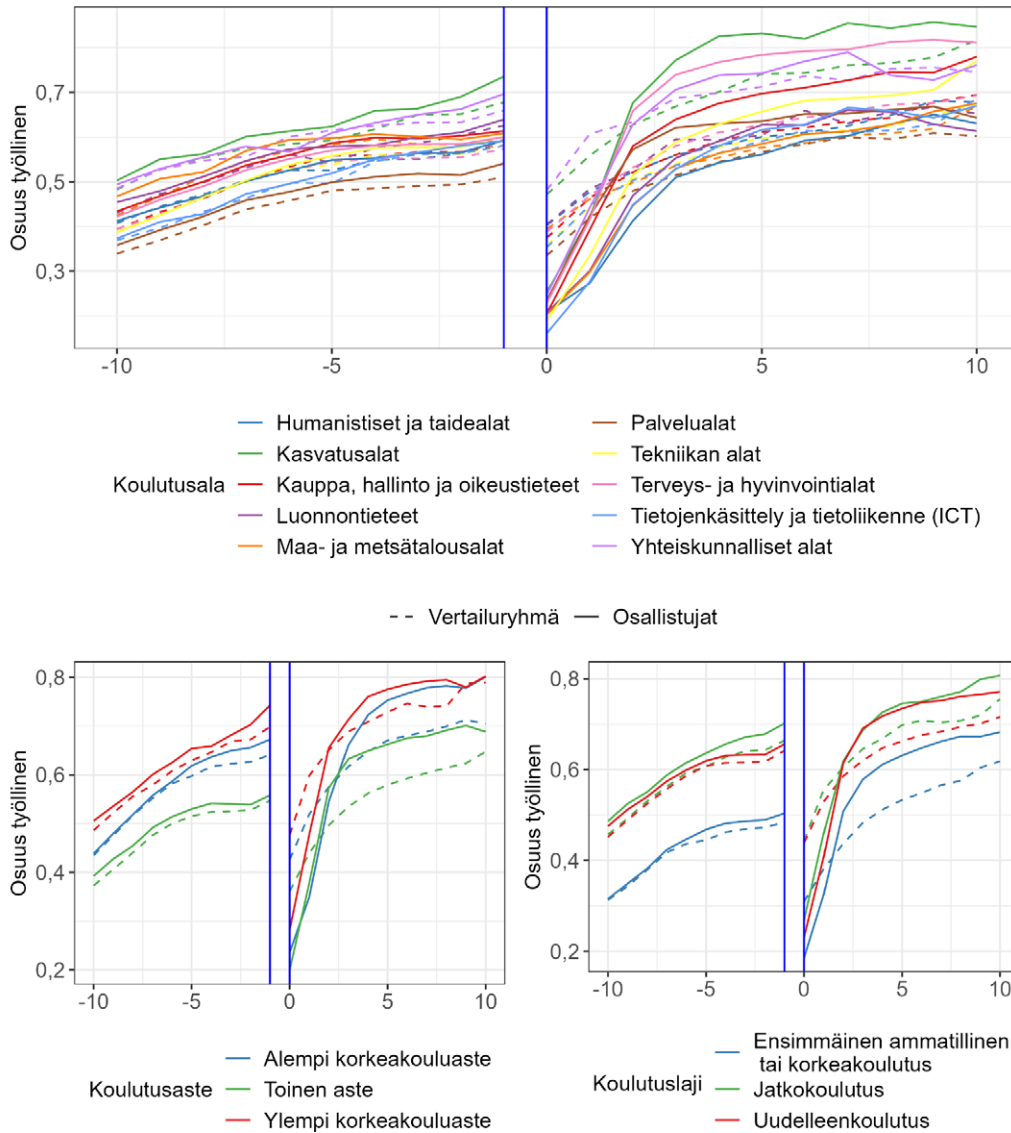 Osuus työllinen
0,7
0,5
0,3
-10 -5 0 5 10
Koulutusala
Humanistiset ja taidealat
Kasvatusalat
Kauppa, hallinto ja oikeustieteet
Luonnontieteet
Maa- ja metsätalousalat
Palvelualat
Tekniikan alat
Terveys- ja hyvinvointialat
Tietojenkäsittely ja tietoliikenne (ICT)
Yhteiskunnalliset alat
Vertailuryhmä Osallistujat
Osuus työllinen
0,8
0,6
0,4
0,2
-10 -5 0 5 10
Koulutusaste
Alempi korkeakouluaste
Toinen aste
Ylempi korkeakouluaste
Osuus työllinen
0,8
0,6
0,4
0,2
-10 -5 0 5 10
Koulutuslaji
Ensimmäinen ammatillinen
tai korkeakoulutus
Jatkokoulutus
Uudelleenkoulutus